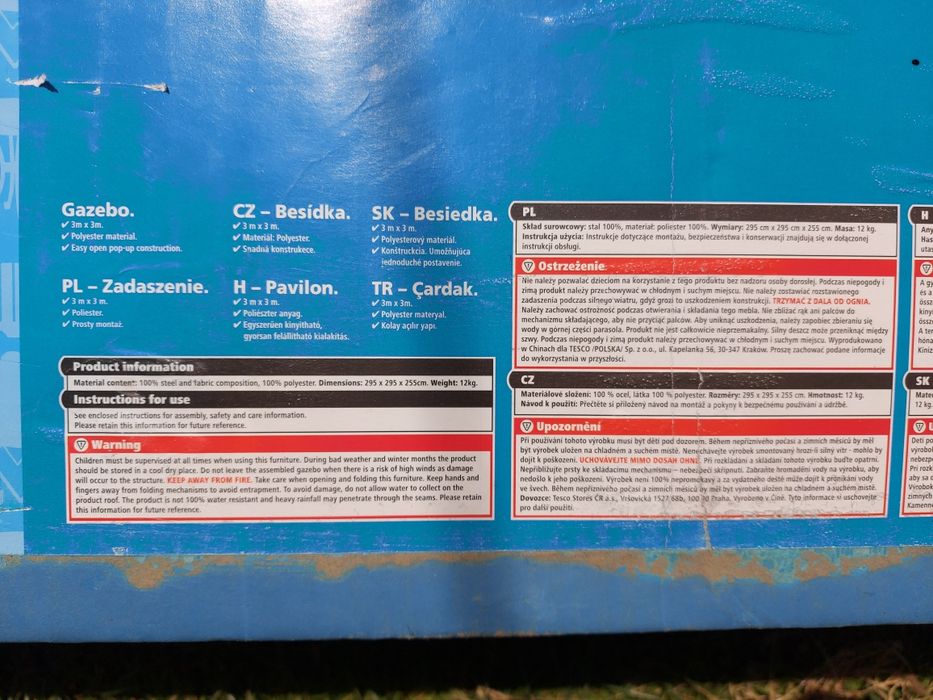 Gazebo.
✔ 3m x 3m.
✔ Polyester material.
✔ Easy open pop-up construction.
CZ – Besídka.
✔ 3 m x 3 m.
✔ Materiál: Polyester.
✔ Snadná konstrukece.
SK – Besiedka.
✔ 3 m x 3 m.
✔ Polyesterový materiál.
✔ Konštruckcia. Umožňujúca
jednoduché postavenie.
PL – Zadaszenie.
✔ 3 m x 3 m.
✔ Poliester.
✔ Prosty montaż.
H – Pavilon.
✔ 3 m x 3 m.
✔ Poliészter anyag.
✔ Egyszerűen kinyitható,
gyorsan felállítható kialakítás.
TR – Çardak.
✔ 3m x 3m.
✔ Polyester materyal.
✔ Kolay açılır yapı.
Product information
Material content: 100% steel and fabric composition, 100% polyester. Dimensions: 295 x 295 x 255cm. Weight: 12kg.
Instructions for use
See enclosed instructions for assembly, safety and care information.
Please retain this information for future reference.
Warning
Children must be supervised at all times when using this furniture. During bad weather and winter months the product
should be stored in a cool dry place. Do not leave the assembled gazebo when there is a risk of high winds as damage
will occur to the structure. KEEP AWAY FROM FIRE. Take care when opening and folding this furniture. Keep hands and
fingers away from folding mechanisms to avoid entrapment. To avoid damage, do not allow water to collect on the
product roof. The product is not 100% water resistant and heavy rainfall may penetrate through the seams. Please retain
this information for future reference.
PL
Skład surowcowy: stal 100%, materiał: poliester 100%. Wymiary: 295 cm x 295 cm x 255 cm. Masa: 12 kg.
Instrukcja użycia: Instrukcje dotyczące montażu, bezpieczeństwa i konserwacji znajdują się w dołączonej
instrukcji obsługi.
Ostrzeżenie
Nie należy pozwalać dzieciom na korzystanie z tego produktu bez nadzoru osoby dorosłej. Podczas niepogody i
zimą produkt należy przechowywać w chłodnym i suchym miejscu. Nie należy zostawiać rozstawionego
zadaszenia podczas silnego wiatru, gdyż grozi to uszkodzeniem konstrukcji. TRZYMAĆ Z DALA OD OGNIA.
Należy zachować ostrożność podczas otwierania i składania tego mebla. Nie zbliżać rąk ani palców do
mechanizmu składającego, aby nie przyciąć palców. Aby uniknąć uszkodzenia, należy zapobiec zbieraniu się
wody w górnej części parasola. Produkt nie jest całkowicie nieprzemakalny. Silny deszcz może przeniknąć między
szwy. Podczas niepogody i zimą produkt należy przechowywać w chłodnym i suchym miejscu. Wyprodukowano
w Chinach dla TESCO /POLSKA/ Sp. z o.o., ul. Kapelanka 56, 30-347 Kraków. Proszę zachować podane informacje
do wykorzystania w przyszłości.
CZ
Materiálové složení: 100 % ocel, látka 100 % polyester. Rozměry: 295 x 295 x 255 cm. Hmotnost: 12 kg.
Návod k použití: Přečtěte si přiložený návod na montáž a pokyny k bezpečnému používání a údržbě.
Upozornění
Při používání tohoto výrobku musí být děti pod dozorem. Během nepříznivého počasí a zimních měsíců by měl
být výrobek uložen na chladném a suchém místě. Nenechávejte výrobek smontovaný hrozí-li silný vítr - mohlo by
dojít k poškození. UCHOVÁVEJTE MIMO DOSAH OHNĚ. Při rozkládání a skládání tohoto výrobku buďte opatrní.
Nepřibližujte prsty ke skládacímu mechanismu – nebezpečí skřípnutí. Zabraňte hromadění vody na výrobku, aby
nedošlo k jeho poškození. Výrobek není 100% nepromokavý a za vydatného deště může dojít k pronikání vody
ve švech. Během nepříznivého počasí a zimních měsíců by měl být výrobek uložen na chladném a suchém místě.
Dovozce: Tesco Stores ČR a.s., Vršovická 1527/68b, 100 00 Praha. Vyrobeno v Číně. Tyto informace si uschovejte
pro další použití.
H
SK
12 kg.